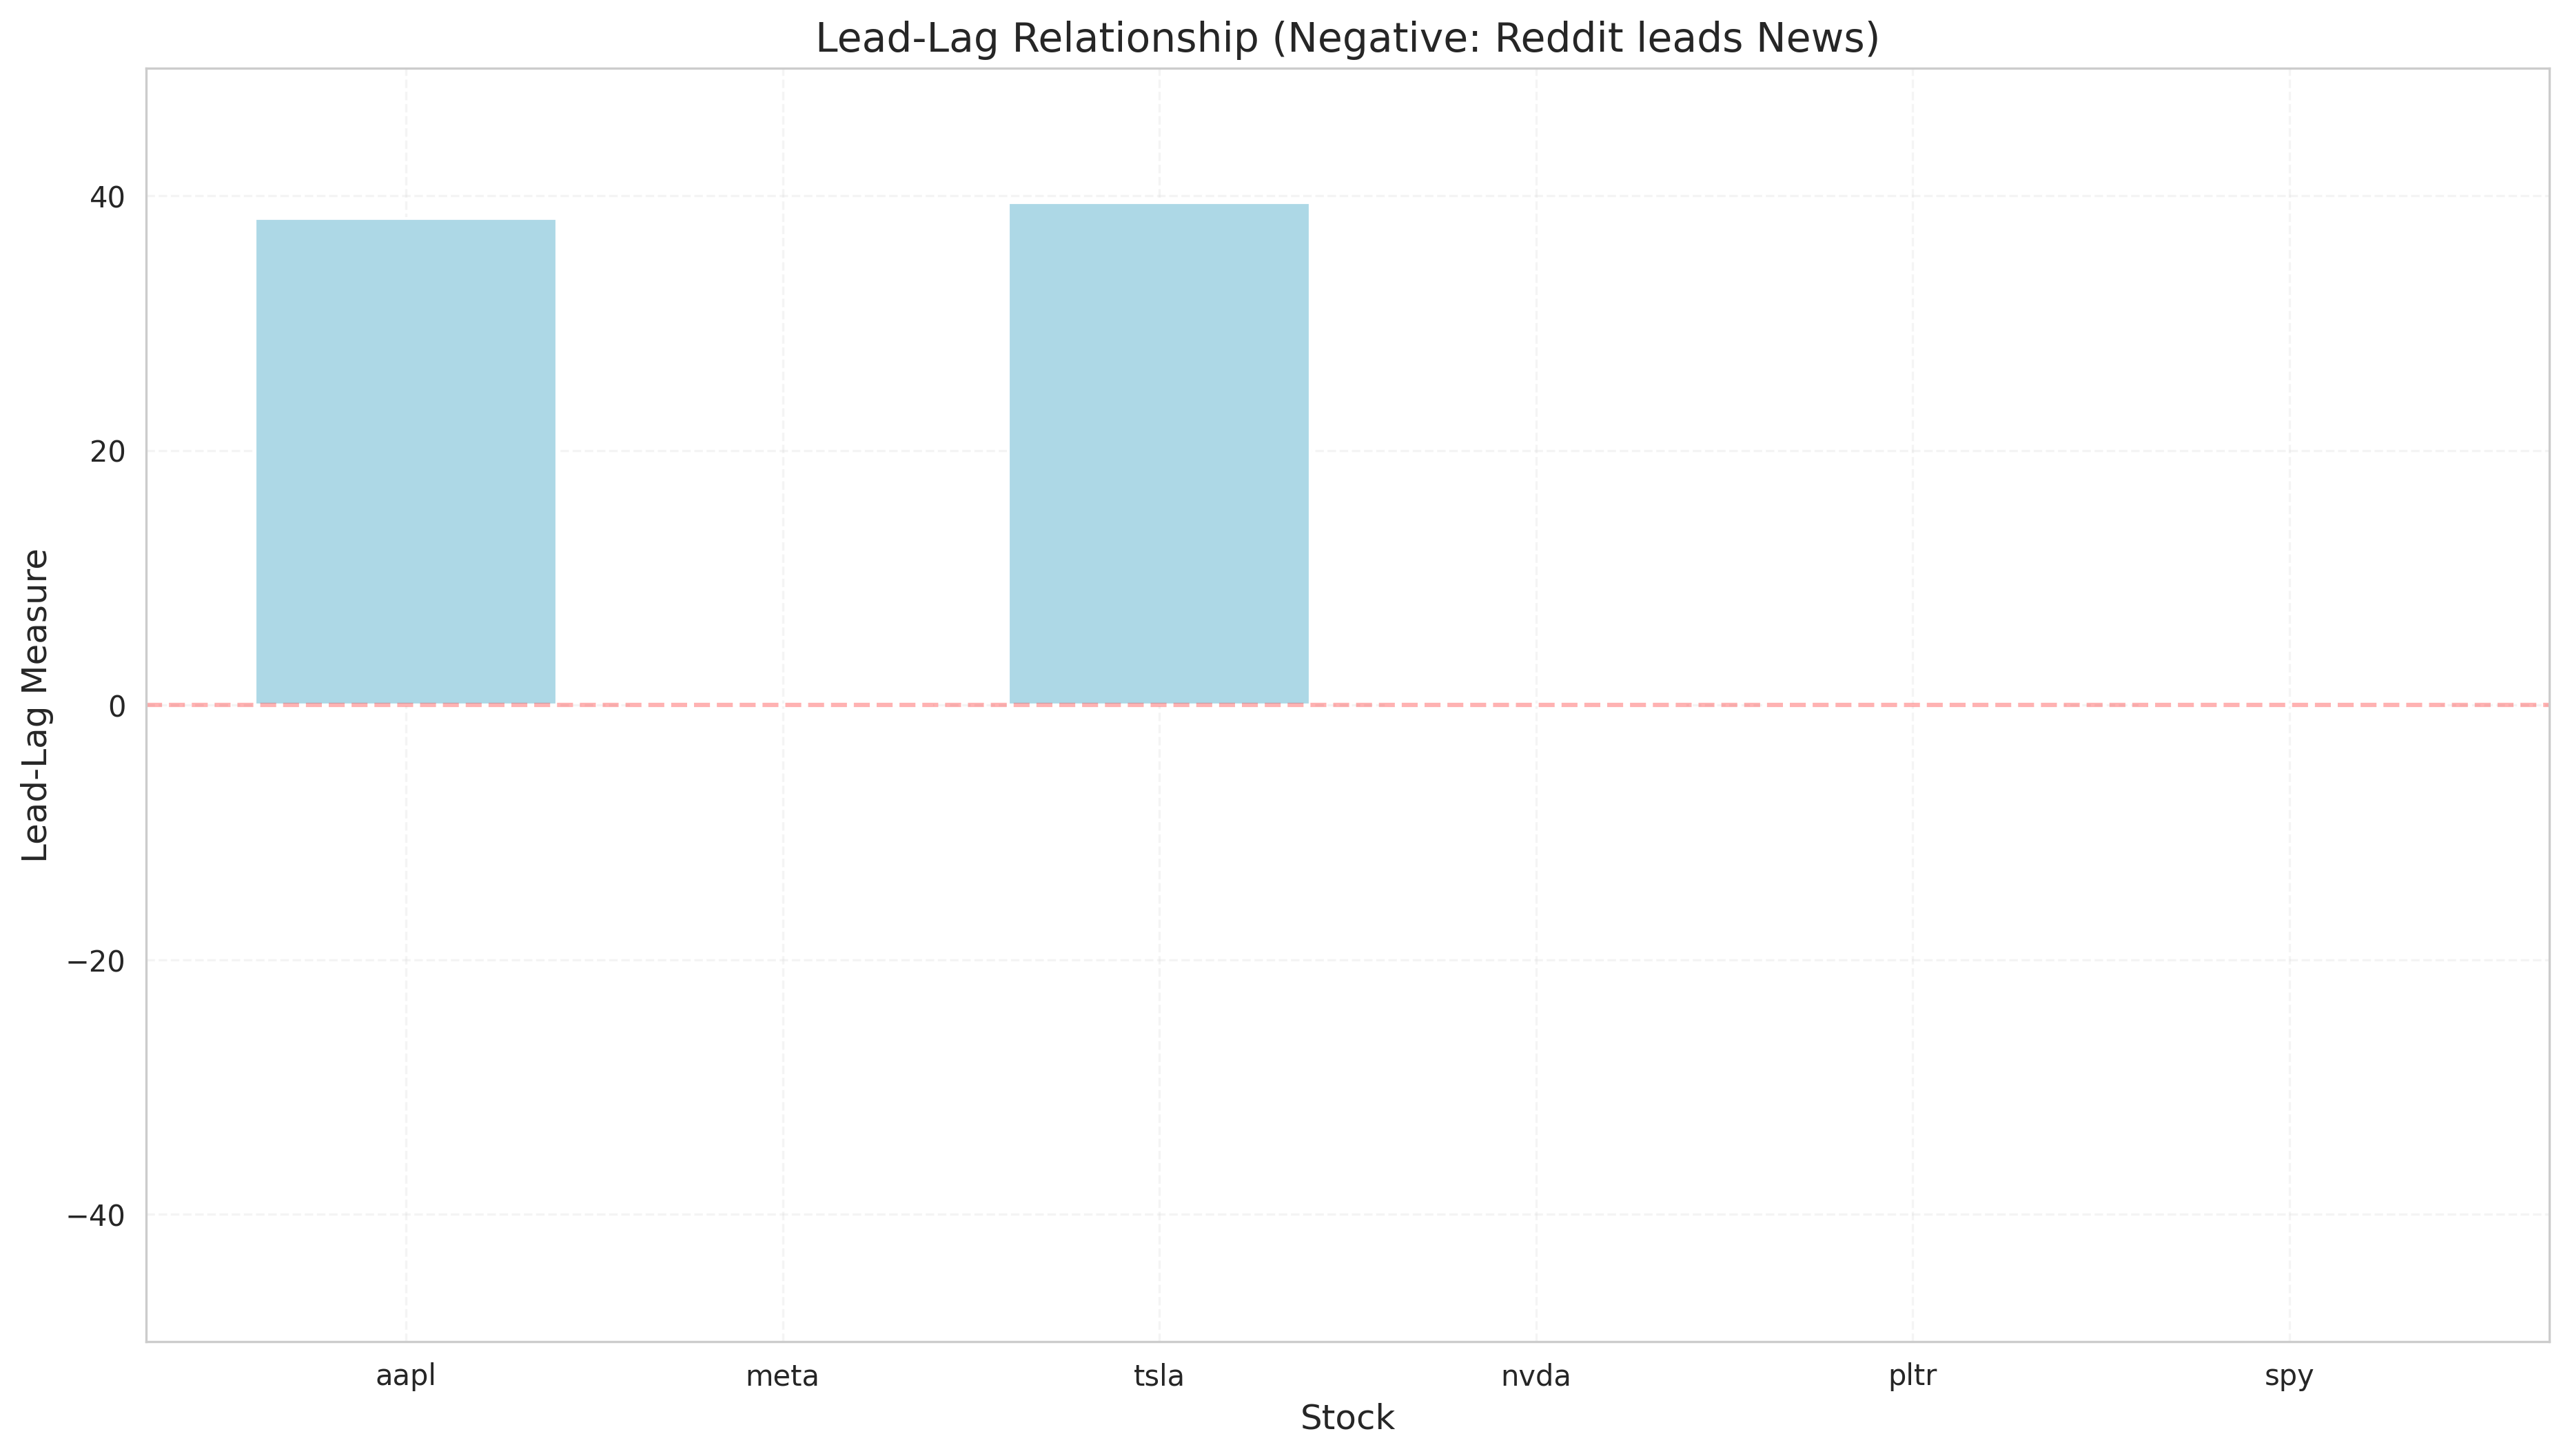 Lead-Lag Relationship (Negative: Reddit leads News)
Lead-Lag Measure
40
20
0
−20
−40
aapl meta tsla nvda pltr spy
Stock